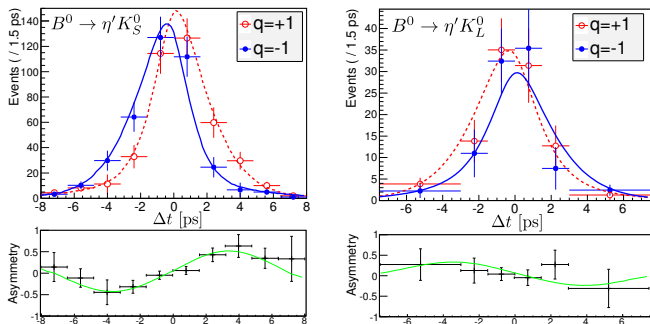 B⁰ → η′K⁰_S
q=+1
q=-1
Events ( / 1.5 ps)
140
120
100
80
60
40
20
0
-8 -6 -4 -2 0 2 4 6 8
Δt [ps]
Asymmetry
1
0.5
0
-0.5
-1
-8 -6 -4 -2 0 2 4 6 8
B⁰ → η′K⁰_L
q=+1
q=-1
Events ( / 1.5 ps)
40
35
30
25
20
15
10
5
0
-6 -4 -2 0 2 4 6
Δt [ps]
Asymmetry
1
0.5
0
-0.5
-1
-6 -4 -2 0 2 4 6